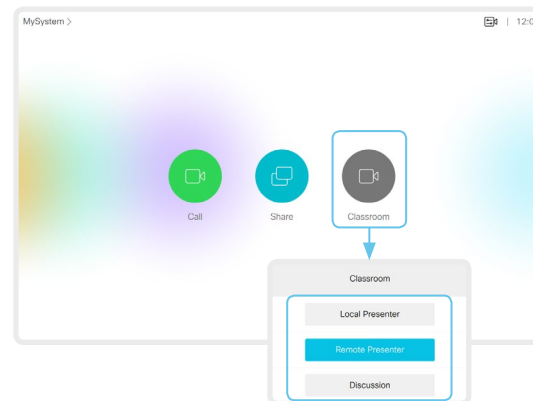 MySystem >
12:0
Call
Share
Classroom
Classroom
Local Presenter
Remote Presenter
Discussion